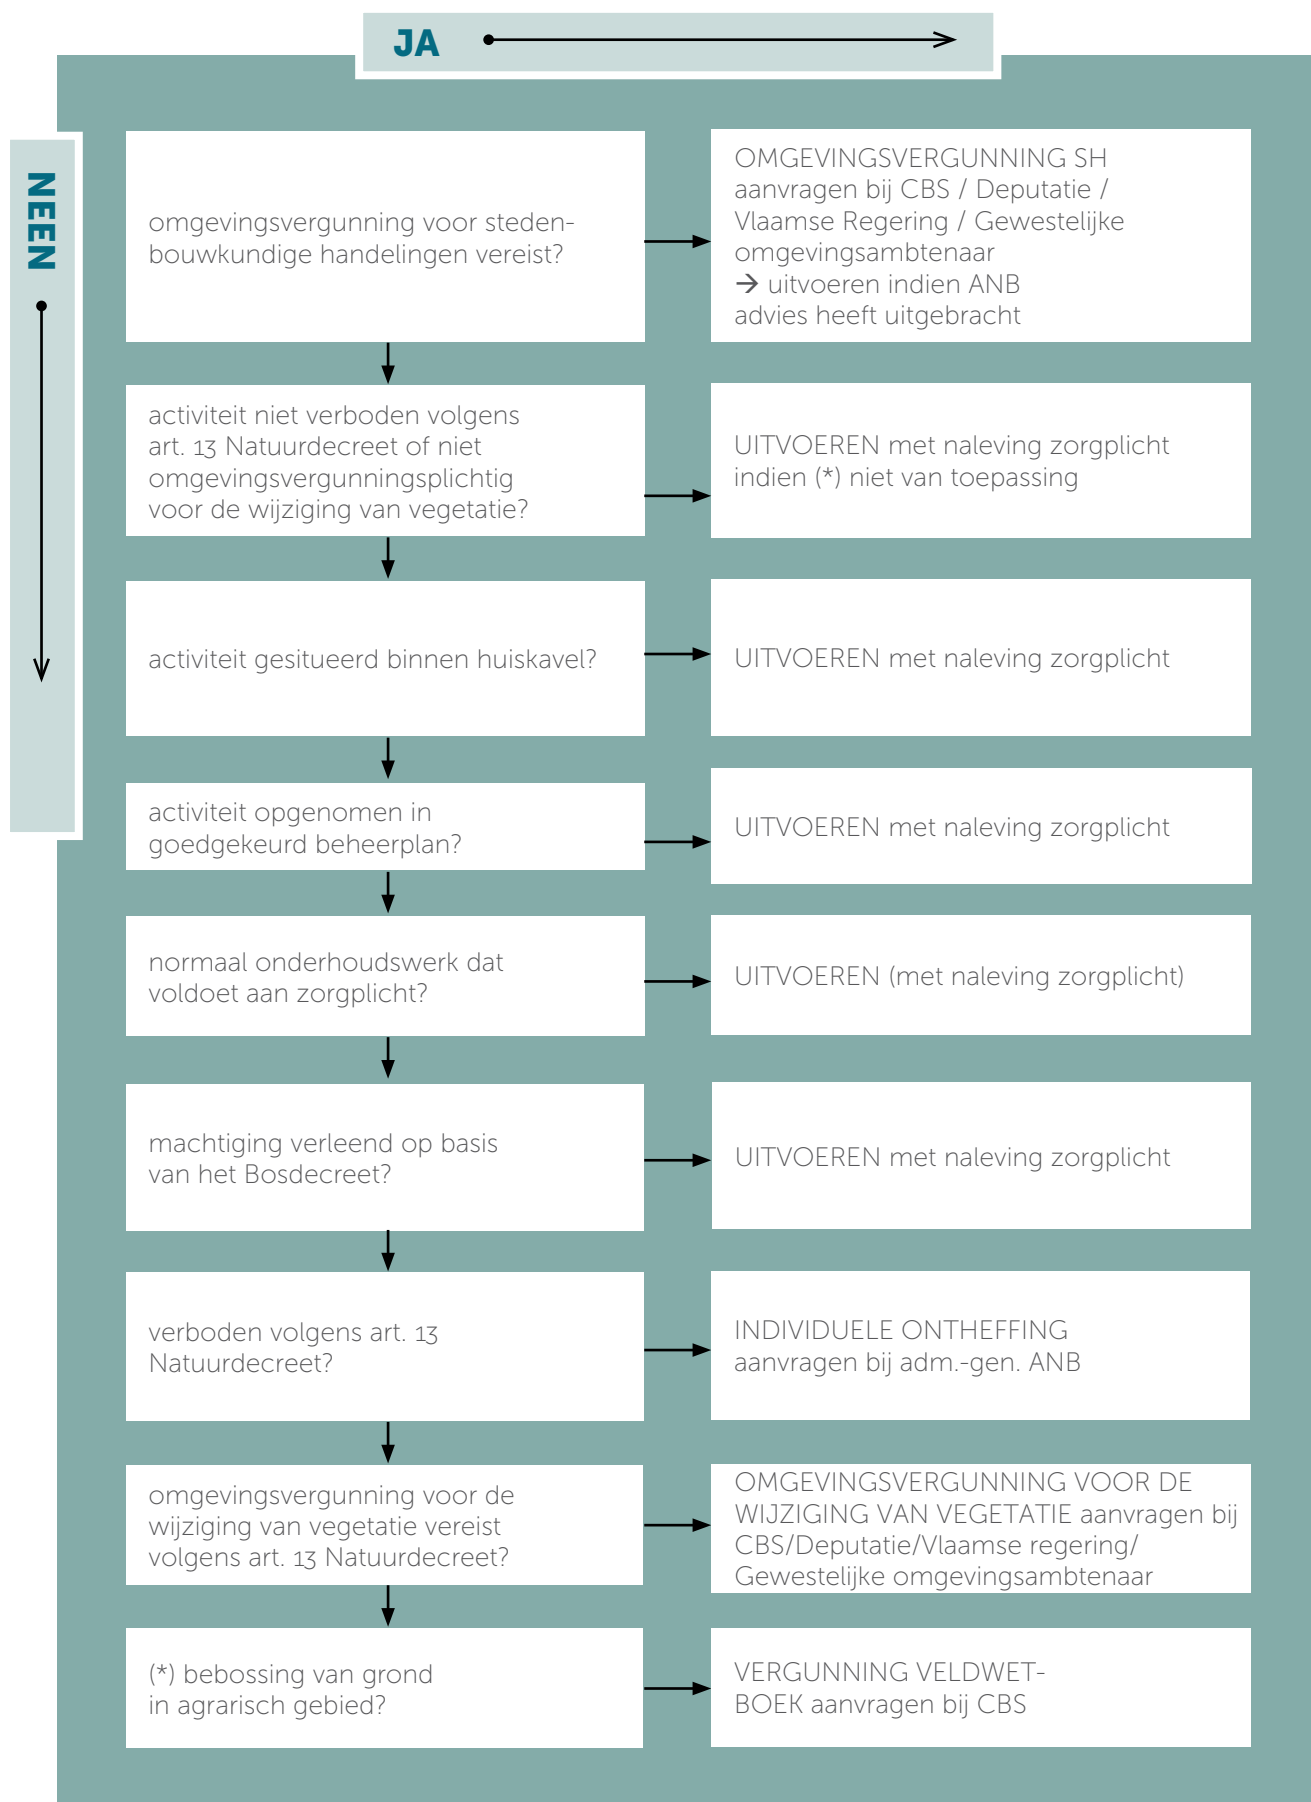 JA
NEEN
omgevingsvergunning voor steden-
bouwkundige handelingen vereist?
OMGEVINGSVERGUNNING SH
aanvragen bij CBS / Deputatie /
Vlaamse Regering / Gewestelijke
omgevingsambtenaar
→ uitvoeren indien ANB
advies heeft uitgebracht
activiteit niet verboden volgens
art. 13 Natuurdecreet of niet
omgevingsvergunningsplichtig
voor de wijziging van vegetatie?
UITVOEREN met naleving zorgplicht
indien (*) niet van toepassing
activiteit gesitueerd binnen huiskavel?
UITVOEREN met naleving zorgplicht
activiteit opgenomen in
goedgekeurd beheerplan?
UITVOEREN met naleving zorgplicht
normaal onderhoudswerk dat
voldoet aan zorgplicht?
UITVOEREN (met naleving zorgplicht)
machtiging verleend op basis
van het Bosdecreet?
UITVOEREN met naleving zorgplicht
verboden volgens art. 13
Natuurdecreet?
INDIVIDUELE ONTHEFFING
aanvragen bij adm.-gen. ANB
omgevingsvergunning voor de
wijziging van vegetatie vereist
volgens art. 13 Natuurdecreet?
OMGEVINGSVERGUNNING VOOR DE
WIJZIGING VAN VEGETATIE aanvragen bij
CBS/Deputatie/Vlaamse regering/
Gewestelijke omgevingsambtenaar
(*) bebossing van grond
in agrarisch gebied?
VERGUNNING VELDWET-
BOEK aanvragen bij CBS